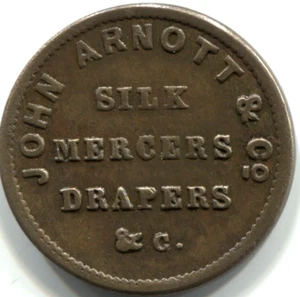 JOHN ARNOTT & Co
SILK
MERCERS
DRAPERS
& C.